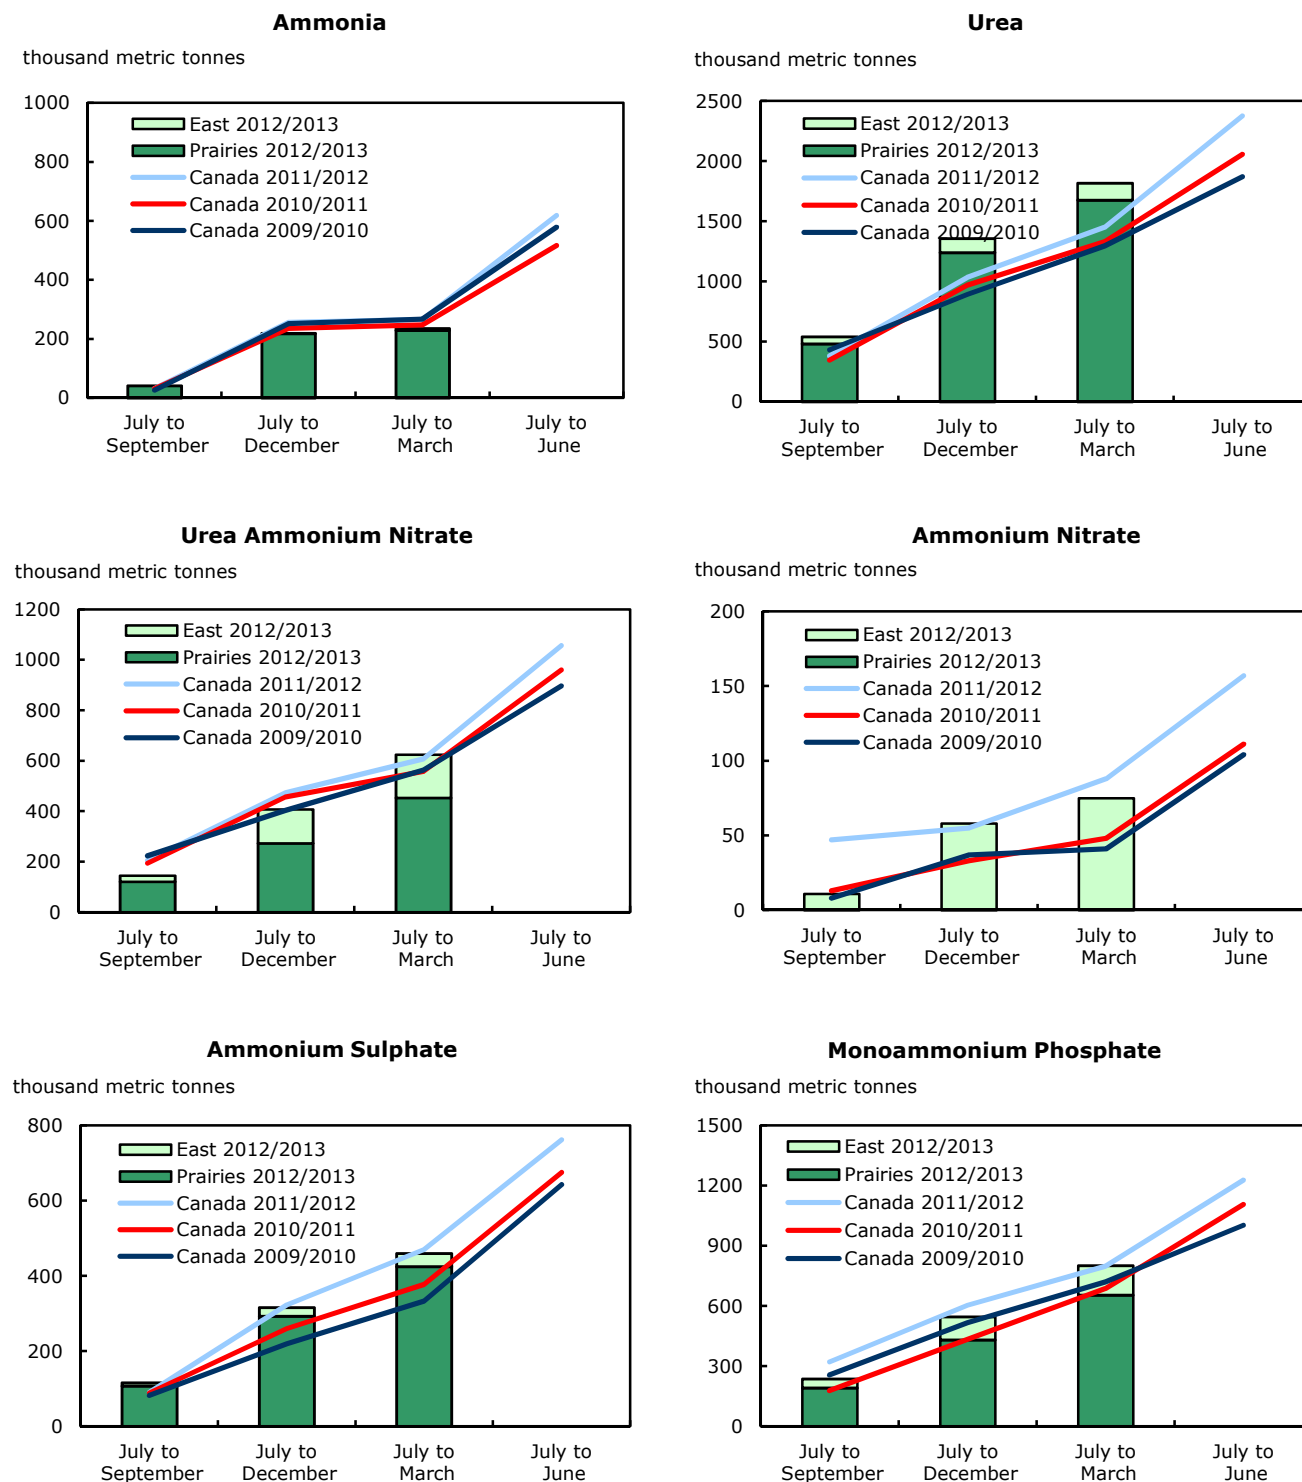 Ammonia
thousand metric tonnes
1000
800
600
400
200
0
East 2012/2013
Prairies 2012/2013
Canada 2011/2012
Canada 2010/2011
Canada 2009/2010
July to September
July to December
July to March
July to June
Urea
thousand metric tonnes
2500
2000
1500
1000
500
0
East 2012/2013
Prairies 2012/2013
Canada 2011/2012
Canada 2010/2011
Canada 2009/2010
July to September
July to December
July to March
July to June
Urea Ammonium Nitrate
thousand metric tonnes
1200
1000
800
600
400
200
0
East 2012/2013
Prairies 2012/2013
Canada 2011/2012
Canada 2010/2011
Canada 2009/2010
July to September
July to December
July to March
July to June
Ammonium Nitrate
thousand metric tonnes
200
150
100
50
0
East 2012/2013
Prairies 2012/2013
Canada 2011/2012
Canada 2010/2011
Canada 2009/2010
July to September
July to December
July to March
July to June
Ammonium Sulphate
thousand metric tonnes
800
600
400
200
0
East 2012/2013
Prairies 2012/2013
Canada 2011/2012
Canada 2010/2011
Canada 2009/2010
July to September
July to December
July to March
July to June
Monoammonium Phosphate
thousand metric tonnes
1500
1200
900
600
300
0
East 2012/2013
Prairies 2012/2013
Canada 2011/2012
Canada 2010/2011
Canada 2009/2010
July to September
July to December
July to March
July to June